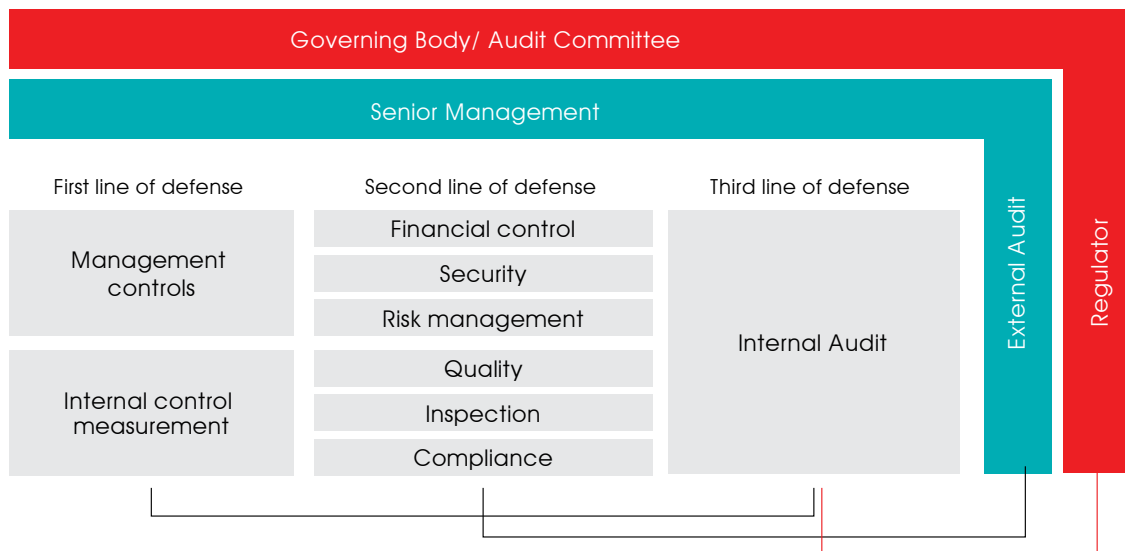 Governing Body/ Audit Committee
Senior Management
First line of defense
Second line of defense
Third line of defense
Management
controls
Internal control
measurement
Financial control
Security
Risk management
Quality
Inspection
Compliance
Internal Audit
External Audit
Regulator